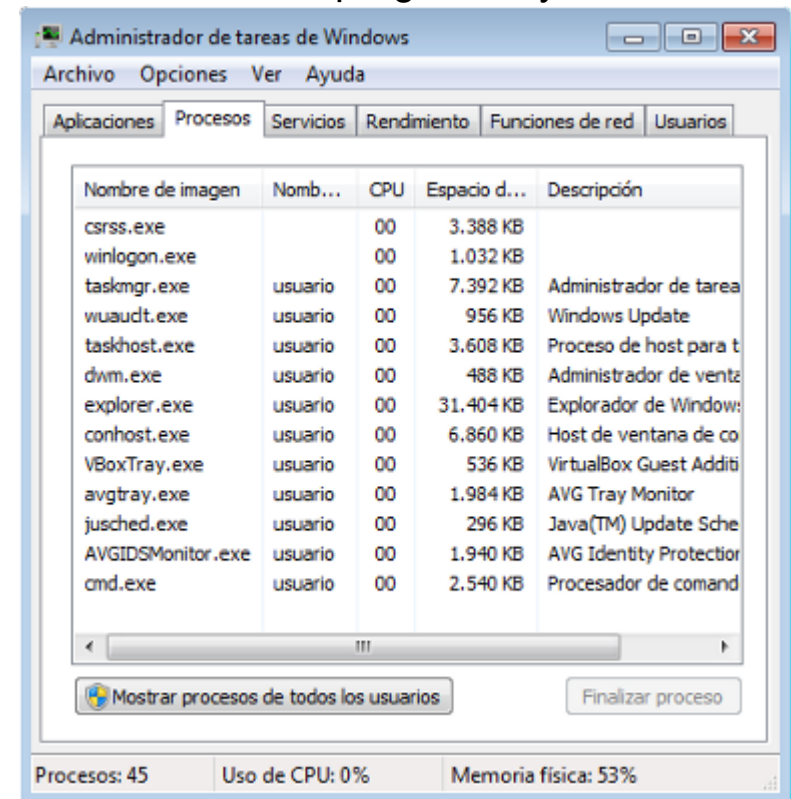 Administrador de tareas de Windows
Archivo Opciones Ver Ayuda
Aplicaciones Procesos Servicios Rendimiento Funciones de red Usuarios
Nombre de imagen Nomb... CPU Espacio d... Descripción
csrss.exe 00 3.388 KB
winlogon.exe 00 1.032 KB
taskmgr.exe usuario 00 7.392 KB Administrador de tarea
wuauclt.exe usuario 00 956 KB Windows Update
taskhost.exe usuario 00 3.608 KB Proceso de host para t
dwm.exe usuario 00 488 KB Administrador de venta
explorer.exe usuario 00 31.404 KB Explorador de Windows
conhost.exe usuario 00 6.860 KB Host de ventana de co
VBoxTray.exe usuario 00 536 KB VirtualBox Guest Additi
avgtray.exe usuario 00 1.984 KB AVG Tray Monitor
jusched.exe usuario 00 296 KB Java(TM) Update Sche
AVGIDSMonitor.exe usuario 00 1.940 KB AVG Identity Protection
cmd.exe usuario 00 2.540 KB Procesador de comand
Mostrar procesos de todos los usuarios Finalizar proceso
Procesos: 45 Uso de CPU: 0% Memoria física: 53%